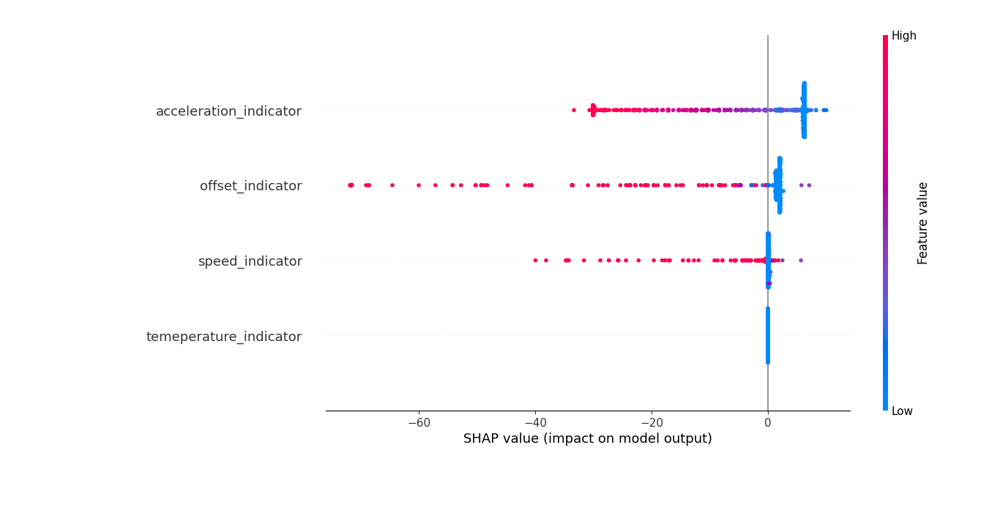 High
acceleration_indicator
offset_indicator
Feature value
speed_indicator
temeperature_indicator
Low
−60
−40
−20
0
SHAP value (impact on model output)